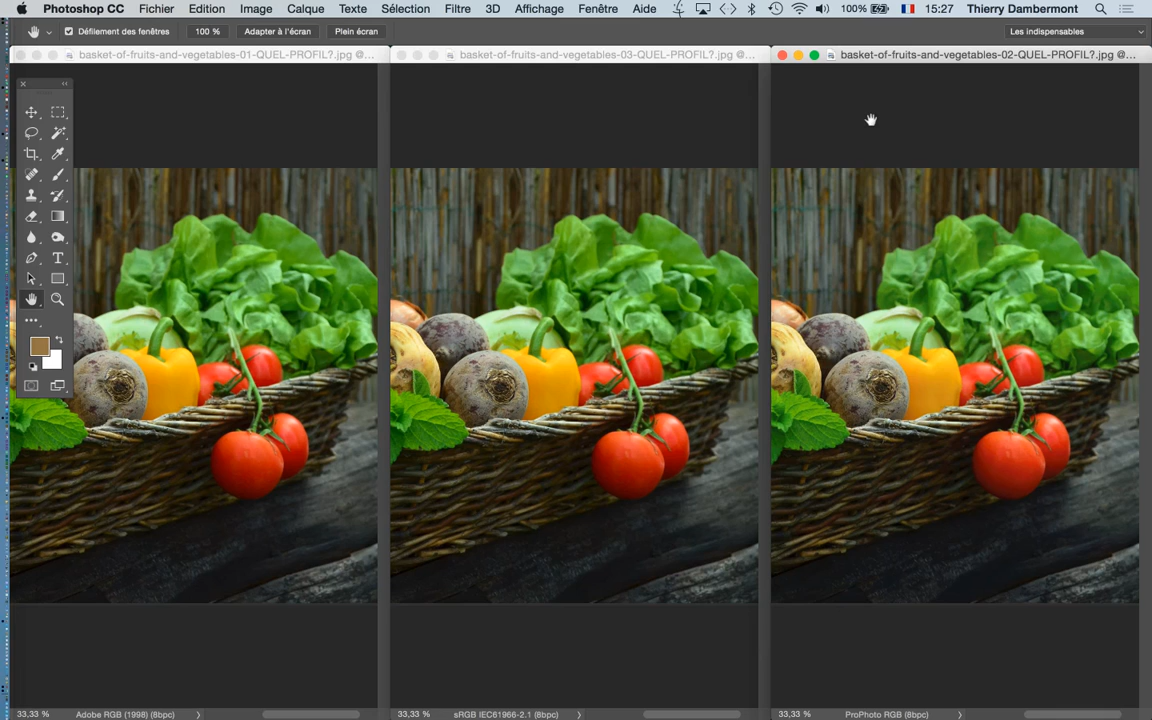 Photoshop CC Fichier Edition Image Calque Texte Sélection Filtre 3D Affichage Fenêtre Aide 100% 15:27 Thierry Dambermont
Défilement des fenêtres 100 % Adapter à l'écran Plein écran Les indispensables
basket-of-fruits-and-vegetables-01-QUEL-PROFIL?.jpg @... basket-of-fruits-and-vegetables-03-QUEL-PROFIL?.jpg @... basket-of-fruits-and-vegetables-02-QUEL-PROFIL?.jpg @...
T
33,33 % Adobe RGB (1998) (8bpc) 33,33 % sRGB IEC61966-2.1 (8bpc) 33,33 % ProPhoto RGB (8bpc)